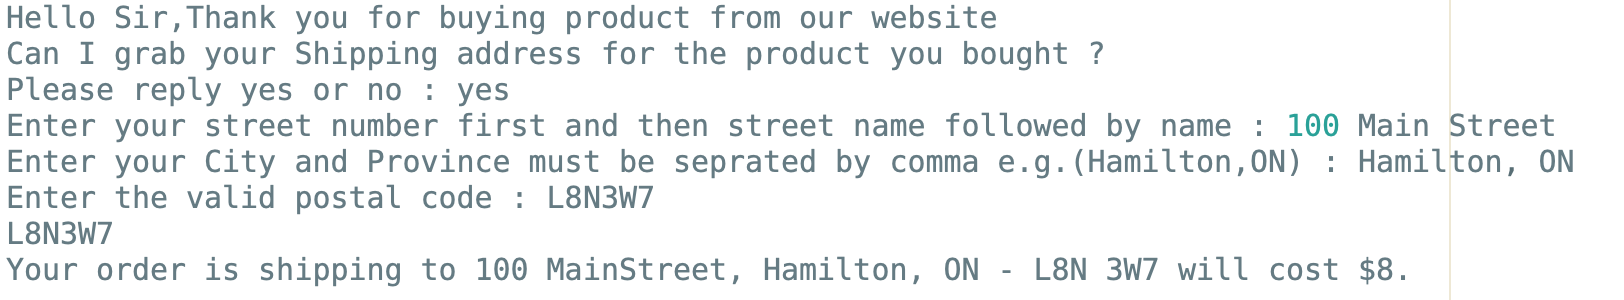 Hello Sir,Thank you for buying product from our website
Can I grab your Shipping address for the product you bought ?
Please reply yes or no : yes
Enter your street number first and then street name followed by name : 100 Main Street
Enter your City and Province must be seprated by comma e.g.(Hamilton,ON) : Hamilton, ON
Enter the valid postal code : L8N3W7
L8N3W7
Your order is shipping to 100 MainStreet, Hamilton, ON - L8N 3W7 will cost $8.